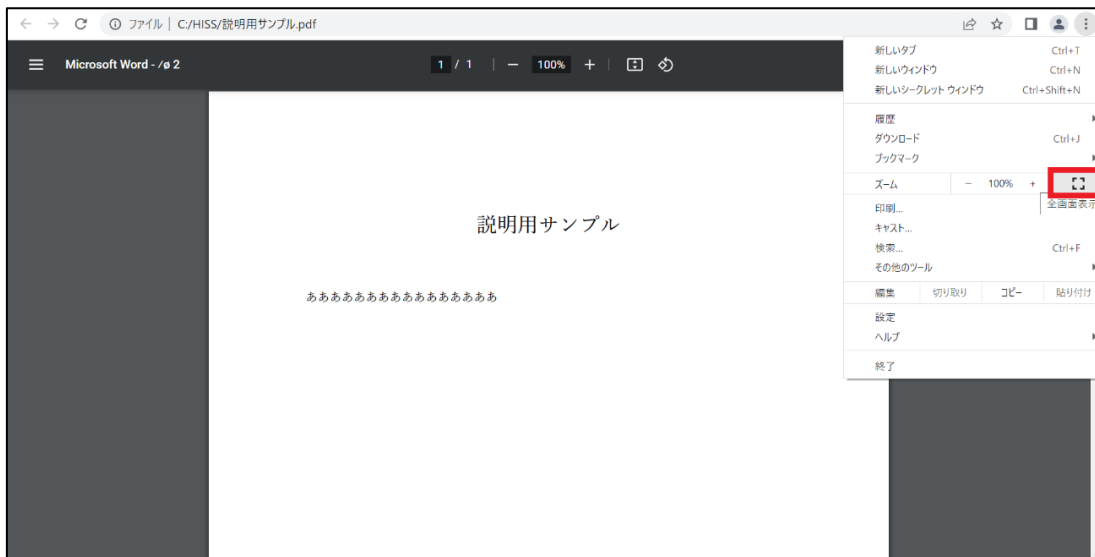 ファイル | C:/HISS/説明用サンプル.pdf
Microsoft Word - /ø 2
1 / 1 | − 100% + |
説明用サンプル
ああああああああああああああああ
新しいタブ Ctrl+T
新しいウィンドウ Ctrl+N
新しいシークレット ウィンドウ Ctrl+Shift+N
履歴
ダウンロード Ctrl+J
ブックマーク
ズーム − 100% +
全画面表示
印刷...
キャスト...
検索... Ctrl+F
その他のツール
編集 切り取り コピー 貼り付け
設定
ヘルプ
終了